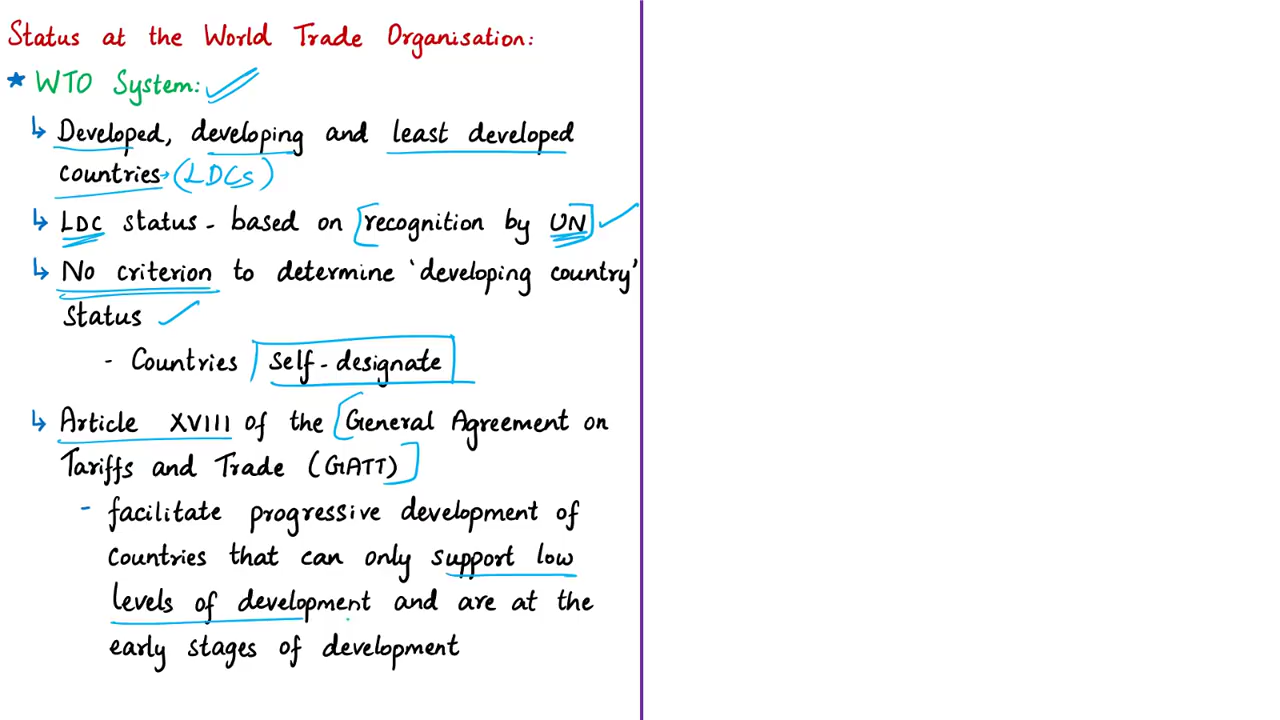 Status at the World Trade Organisation:
★ WTO System:
↳ Developed, developing and least developed
countries → (LDCs)
↳ LDC status - based on [recognition by UN]
↳ No criterion to determine 'developing country'
status
- Countries self-designate
↳ Article XVIII of the [General Agreement on
Tariffs and Trade (GATT)]
- facilitate progressive development of
countries that can only support low
levels of development and are at the
early stages of development